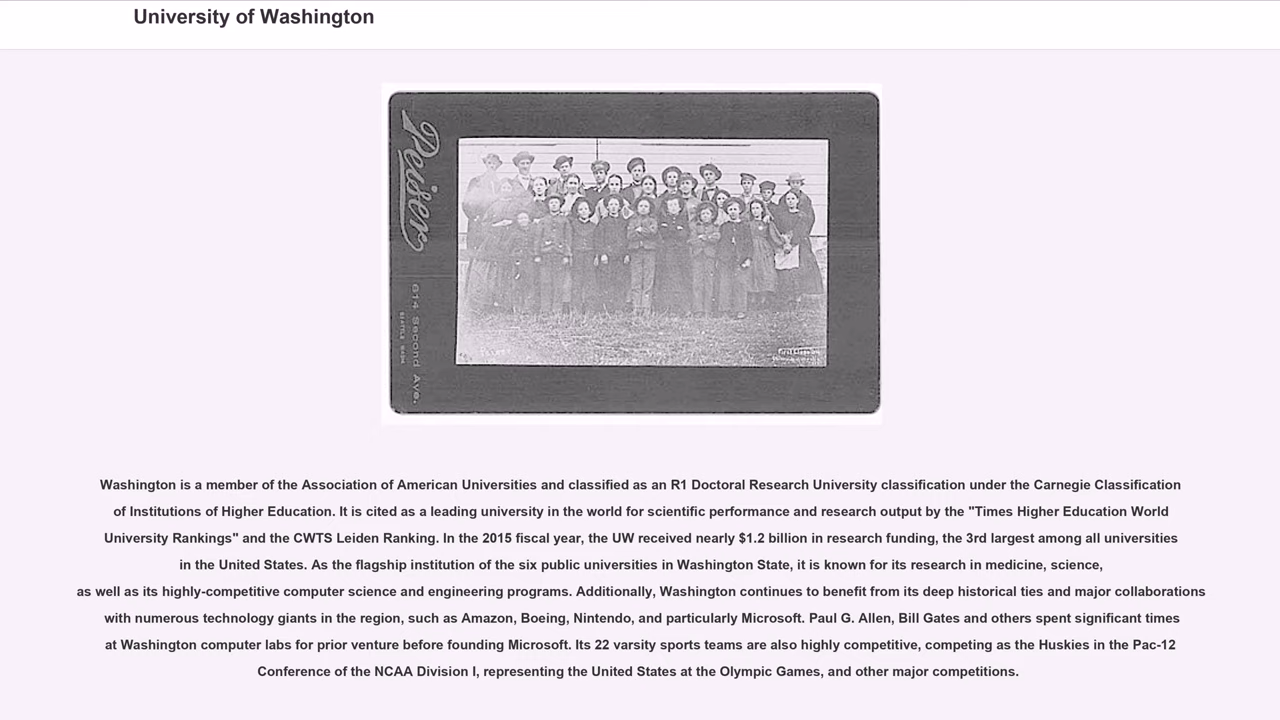 University of Washington
Peiser
614 Second Ave.
SEATTLE WASH
Washington is a member of the Association of American Universities and classified as an R1 Doctoral Research University classification under the Carnegie Classification
of Institutions of Higher Education. It is cited as a leading university in the world for scientific performance and research output by the "Times Higher Education World
University Rankings" and the CWTS Leiden Ranking. In the 2015 fiscal year, the UW received nearly $1.2 billion in research funding, the 3rd largest among all universities
in the United States. As the flagship institution of the six public universities in Washington State, it is known for its research in medicine, science,
as well as its highly-competitive computer science and engineering programs. Additionally, Washington continues to benefit from its deep historical ties and major collaborations
with numerous technology giants in the region, such as Amazon, Boeing, Nintendo, and particularly Microsoft. Paul G. Allen, Bill Gates and others spent significant times
at Washington computer labs for prior venture before founding Microsoft. Its 22 varsity sports teams are also highly competitive, competing as the Huskies in the Pac-12
Conference of the NCAA Division I, representing the United States at the Olympic Games, and other major competitions.